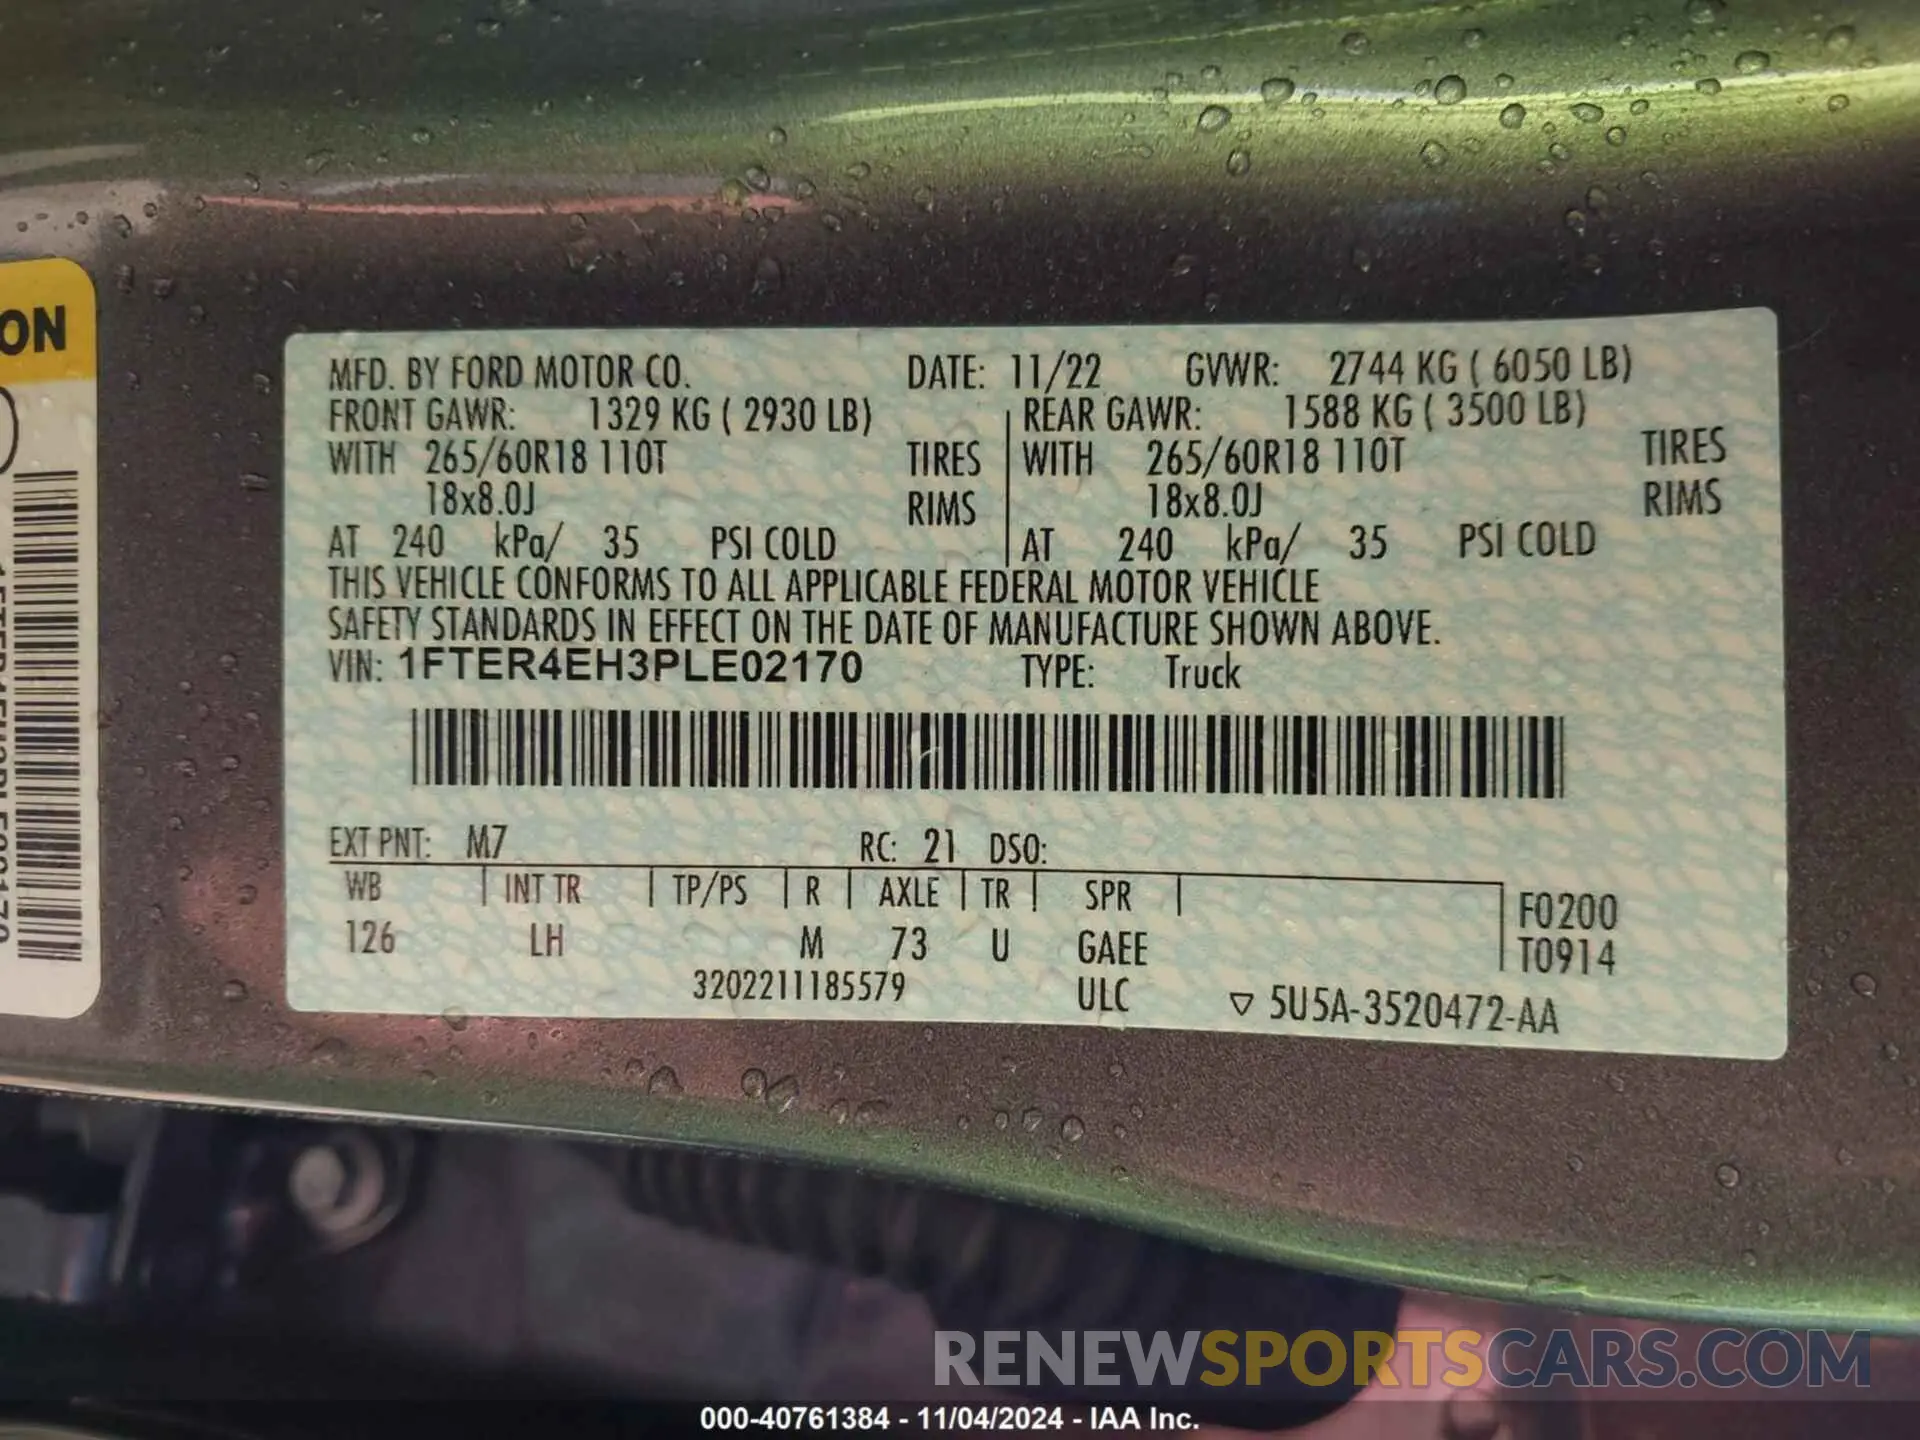 ON
MFD. BY FORD MOTOR CO. DATE: 11/22 GVWR: 2744 KG ( 6050 LB)
FRONT GAWR: 1329 KG ( 2930 LB) REAR GAWR: 1588 KG ( 3500 LB)
WITH 265/60R18 110T TIRES WITH 265/60R18 110T TIRES
18x8.0J RIMS 18x8.0J RIMS
AT 240 kPa/ 35 PSI COLD AT 240 kPa/ 35 PSI COLD
THIS VEHICLE CONFORMS TO ALL APPLICABLE FEDERAL MOTOR VEHICLE
SAFETY STANDARDS IN EFFECT ON THE DATE OF MANUFACTURE SHOWN ABOVE.
VIN: 1FTER4EH3PLE02170 TYPE: Truck
EXT PNT: M7 RC: 21 DSO:
WB INT TR TP/PS R AXLE TR SPR F0200
126 LH M 73 U GAEE T0914
3202211185579 ULC ▽ 5U5A-3520472-AA
RENEWSPORTSCARS.COM
000-40761384 - 11/04/2024 - IAA Inc.